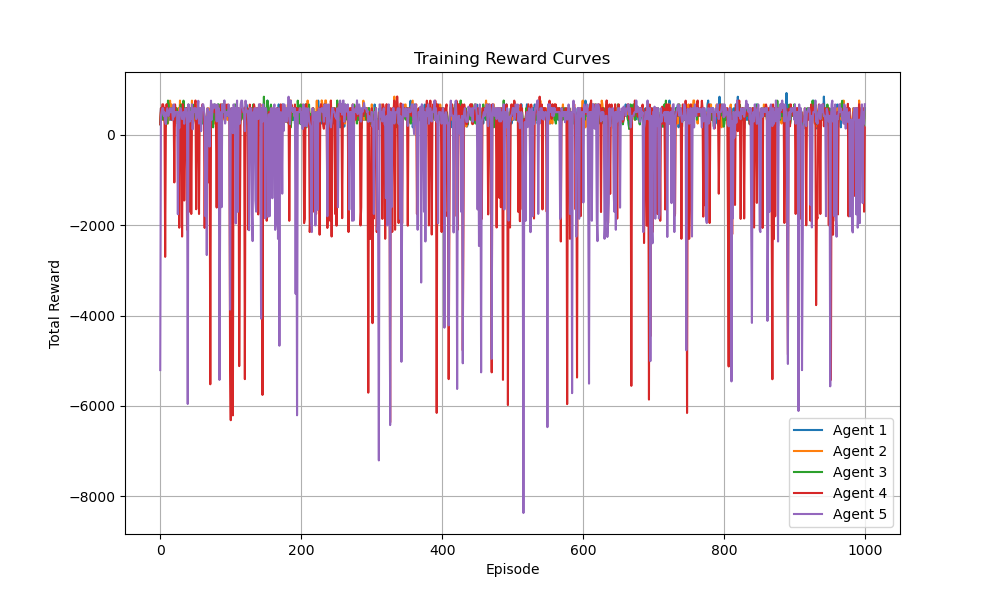 Training Reward Curves
Total Reward
0
−2000
−4000
−6000
−8000
0
200
400
600
800
1000
Episode
Agent 1
Agent 2
Agent 3
Agent 4
Agent 5